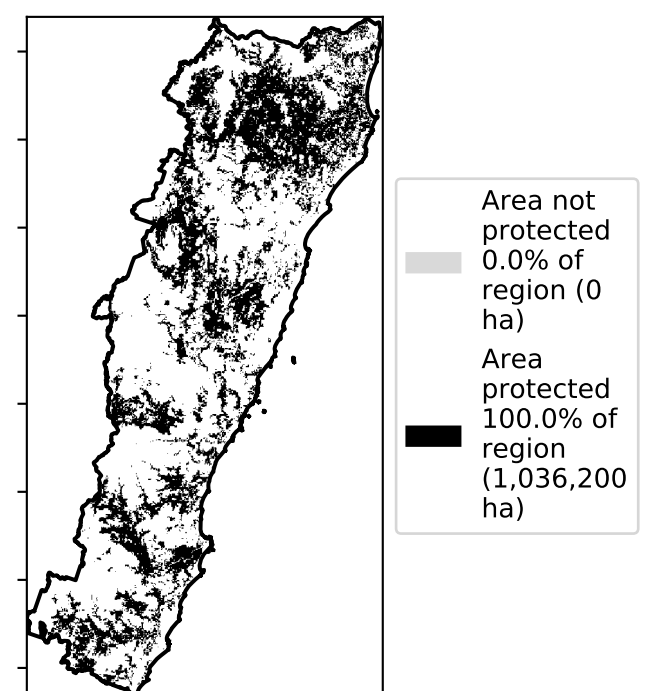 Area not
protected
0.0% of
region (0
ha)
Area
protected
100.0% of
region
(1,036,200
ha)